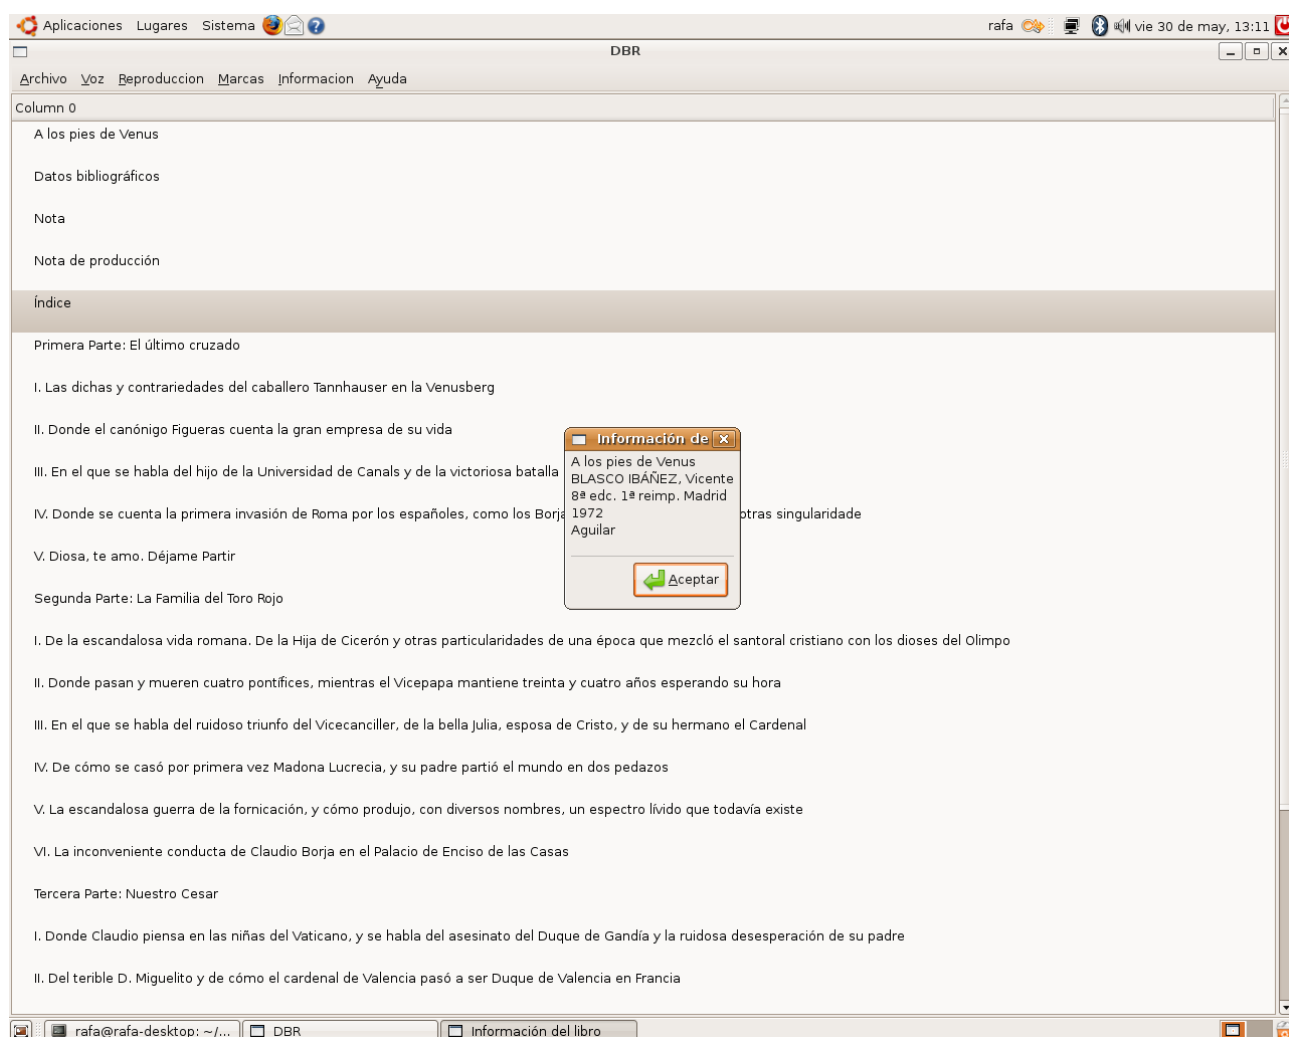 Aplicaciones Lugares Sistema rafa vie 30 de may, 13:11
DBR
Archivo Voz Reproduccion Marcas Informacion Ayuda
Column 0
A los pies de Venus
Datos bibliográficos
Nota
Nota de producción
Índice
Primera Parte: El último cruzado
I. Las dichas y contrariedades del caballero Tannhauser en la Venusberg
II. Donde el canónigo Figueras cuenta la gran empresa de su vida
III. En el que se habla del hijo de la Universidad de Canals y de la victoriosa batalla
IV. Donde se cuenta la primera invasión de Roma por los españoles, como los Borja otras singularidade
V. Diosa, te amo. Déjame Partir
Segunda Parte: La Familia del Toro Rojo
I. De la escandalosa vida romana. De la Hija de Cicerón y otras particularidades de una época que mezcló el santoral cristiano con los dioses del Olimpo
II. Donde pasan y mueren cuatro pontífices, mientras el Vicepapa mantiene treinta y cuatro años esperando su hora
III. En el que se habla del ruidoso triunfo del Vicecanciller, de la bella Julia, esposa de Cristo, y de su hermano el Cardenal
IV. De cómo se casó por primera vez Madona Lucrecia, y su padre partió el mundo en dos pedazos
V. La escandalosa guerra de la fornicación, y cómo produjo, con diversos nombres, un espectro lívido que todavía existe
VI. La inconveniente conducta de Claudio Borja en el Palacio de Enciso de las Casas
Tercera Parte: Nuestro Cesar
I. Donde Claudio piensa en las niñas del Vaticano, y se habla del asesinato del Duque de Gandía y la ruidosa desesperación de su padre
II. Del terible D. Miguelito y de cómo el cardenal de Valencia pasó a ser Duque de Valencia en Francia
Información de
A los pies de Venus
BLASCO IBÁÑEZ, Vicente
8ª edc. 1ª reimp. Madrid
1972
Aguilar
Aceptar
rafa@rafa-desktop: ~/... DBR Información del libro